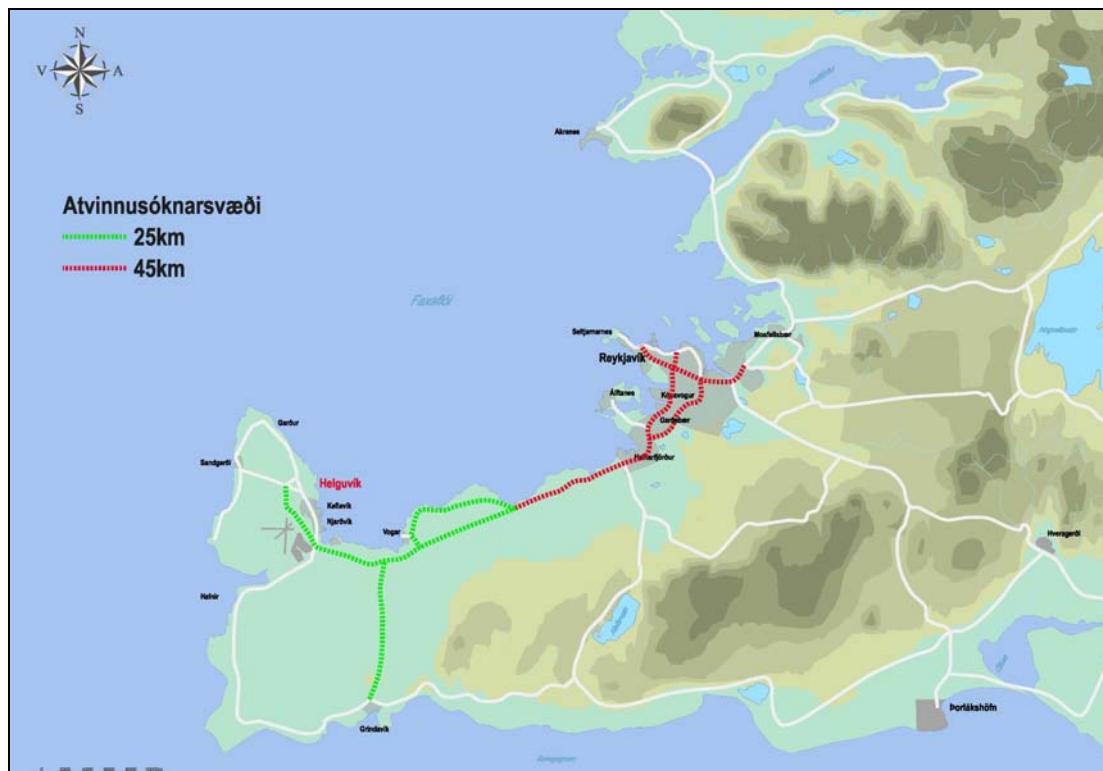 N
V A
S
Atvinnusóknarsvæði
25km
45km
Akranes
Faxaflói
Seltjarnarnes
Mosfellsbær
Reykjavík
Álftanes
Kópavogur
Garðabær
Hafnarfjörður
Garður
Sandgerði
Helguvík
Keflavík
Njarðvík
Vogar
Hafnir
Hveragerði
Grindavík
Þorlákshöfn